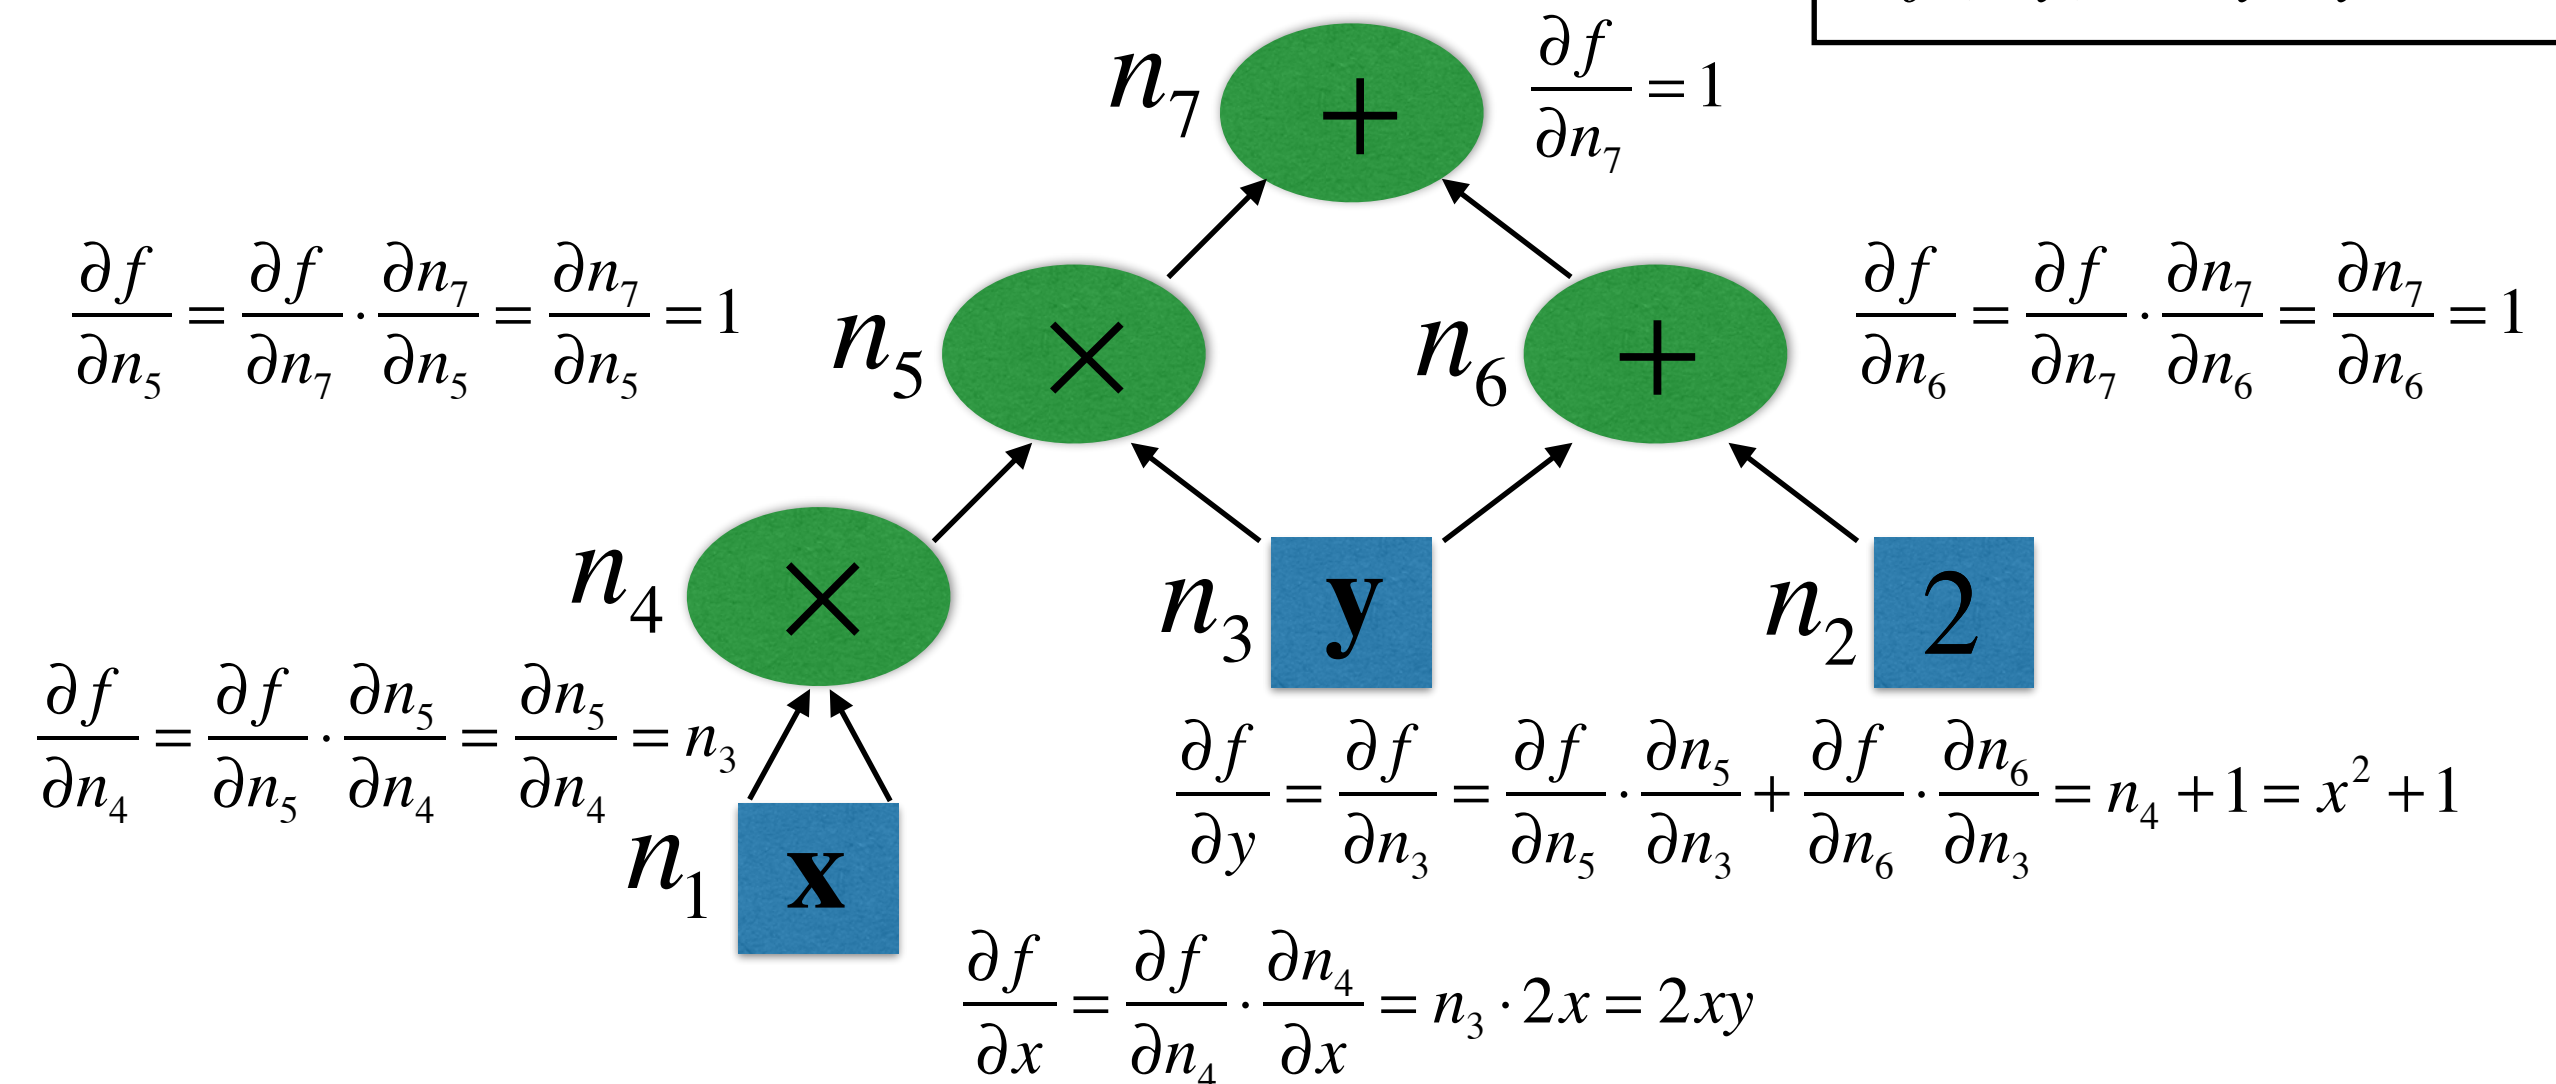 n₇ + ∂f/∂n₇ = 1
∂f/∂n₅ = ∂f/∂n₇ · ∂n₇/∂n₅ = ∂n₇/∂n₅ = 1
n₅ ×
n₆ +
∂f/∂n₆ = ∂f/∂n₇ · ∂n₇/∂n₆ = ∂n₇/∂n₆ = 1
n₄ ×
n₃ y
n₂ 2
∂f/∂n₄ = ∂f/∂n₅ · ∂n₅/∂n₄ = ∂n₅/∂n₄ = n₃
∂f/∂y = ∂f/∂n₃ = ∂f/∂n₅ · ∂n₅/∂n₃ + ∂f/∂n₆ · ∂n₆/∂n₃ = n₄ + 1 = x² + 1
n₁ x
∂f/∂x = ∂f/∂n₄ · ∂n₄/∂x = n₃ · 2x = 2xy